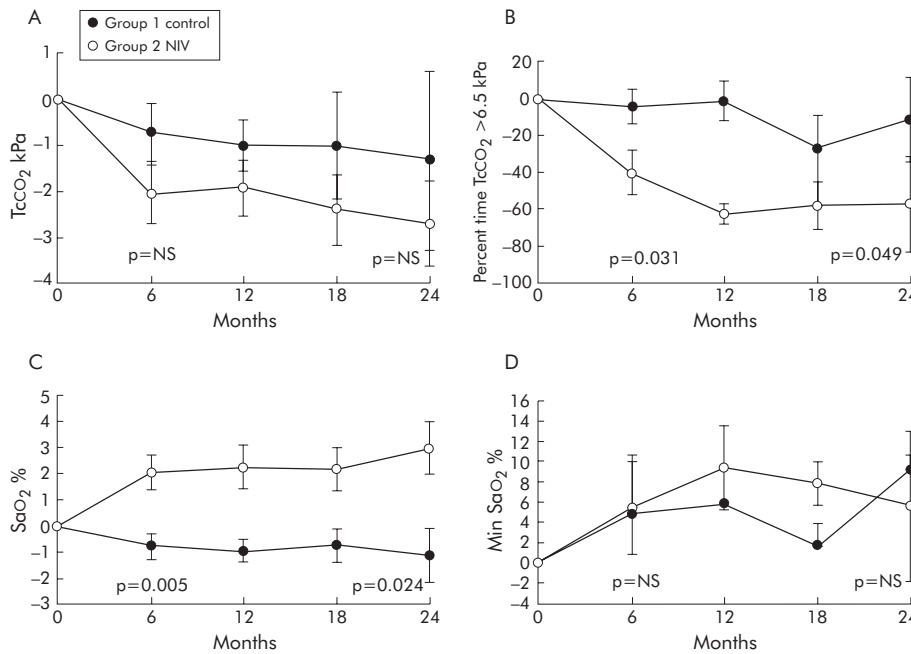 A
Group 1 control
Group 2 NIV
1
0
–1
–2
–3
–4
TcCO2 kPa
p=NS
p=NS
0
6
12
18
24
Months
B
20
0
–20
–40
–60
–80
–100
Percent time TcCO2 >6.5 kPa
p=0.031
p=0.049
0
6
12
18
24
Months
C
5
4
3
2
1
0
–1
–2
–3
SaO2 %
p=0.005
p=0.024
0
6
12
18
24
Months
D
16
14
12
10
8
6
4
2
0
–2
–4
Min SaO2 %
p=NS
p=NS
0
6
12
18
24
Months